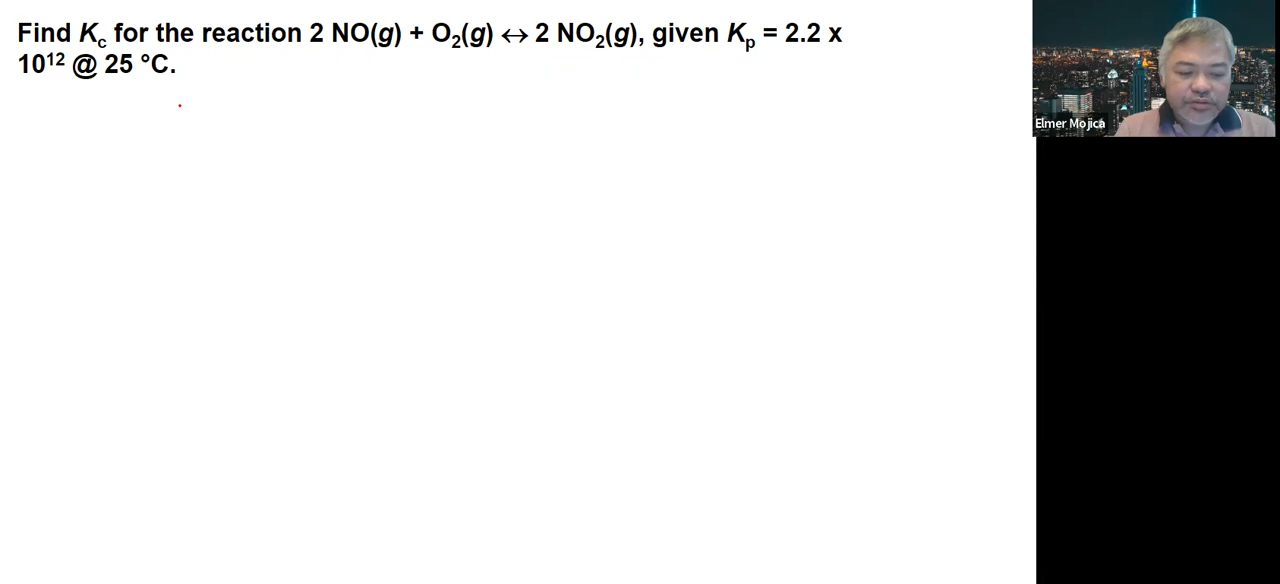 Find Kc for the reaction 2 NO(g) + O₂(g) ↔ 2 NO₂(g), given Kp = 2.2 x
10¹² @ 25 °C.
Elmer Mojica